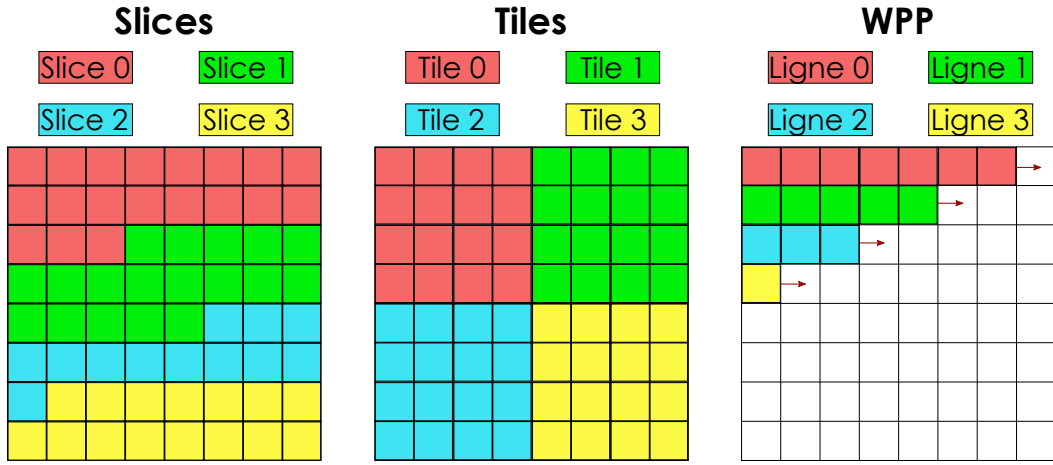 Slices
Slice 0 Slice 1
Slice 2 Slice 3
Tiles
Tile 0 Tile 1
Tile 2 Tile 3
WPP
Ligne 0 Ligne 1
Ligne 2 Ligne 3